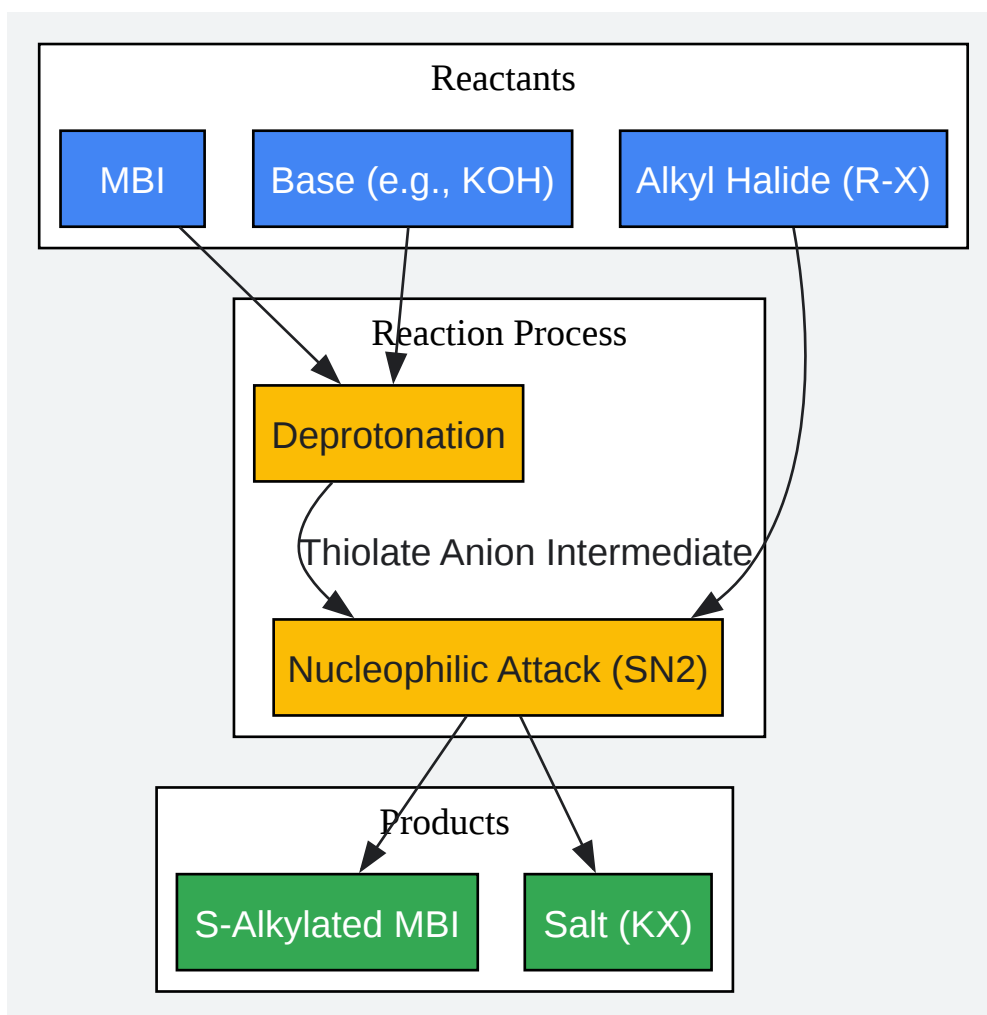 Reactants
MBI
Base (e.g., KOH)
Alkyl Halide (R-X)
Reaction Process
Deprotonation
Thiolate Anion Intermediate
Nucleophilic Attack (SN2)
Products
S-Alkylated MBI
Salt (KX)